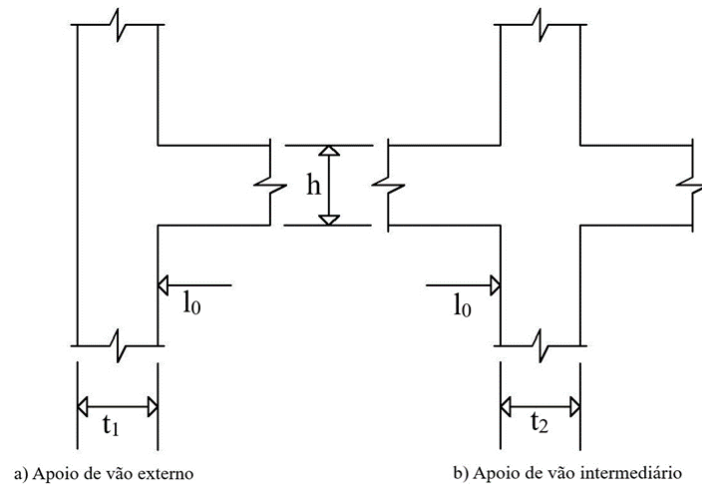 h
l₀
l₀
t₁
t₂
a) Apoio de vão externo
b) Apoio de vão intermediário